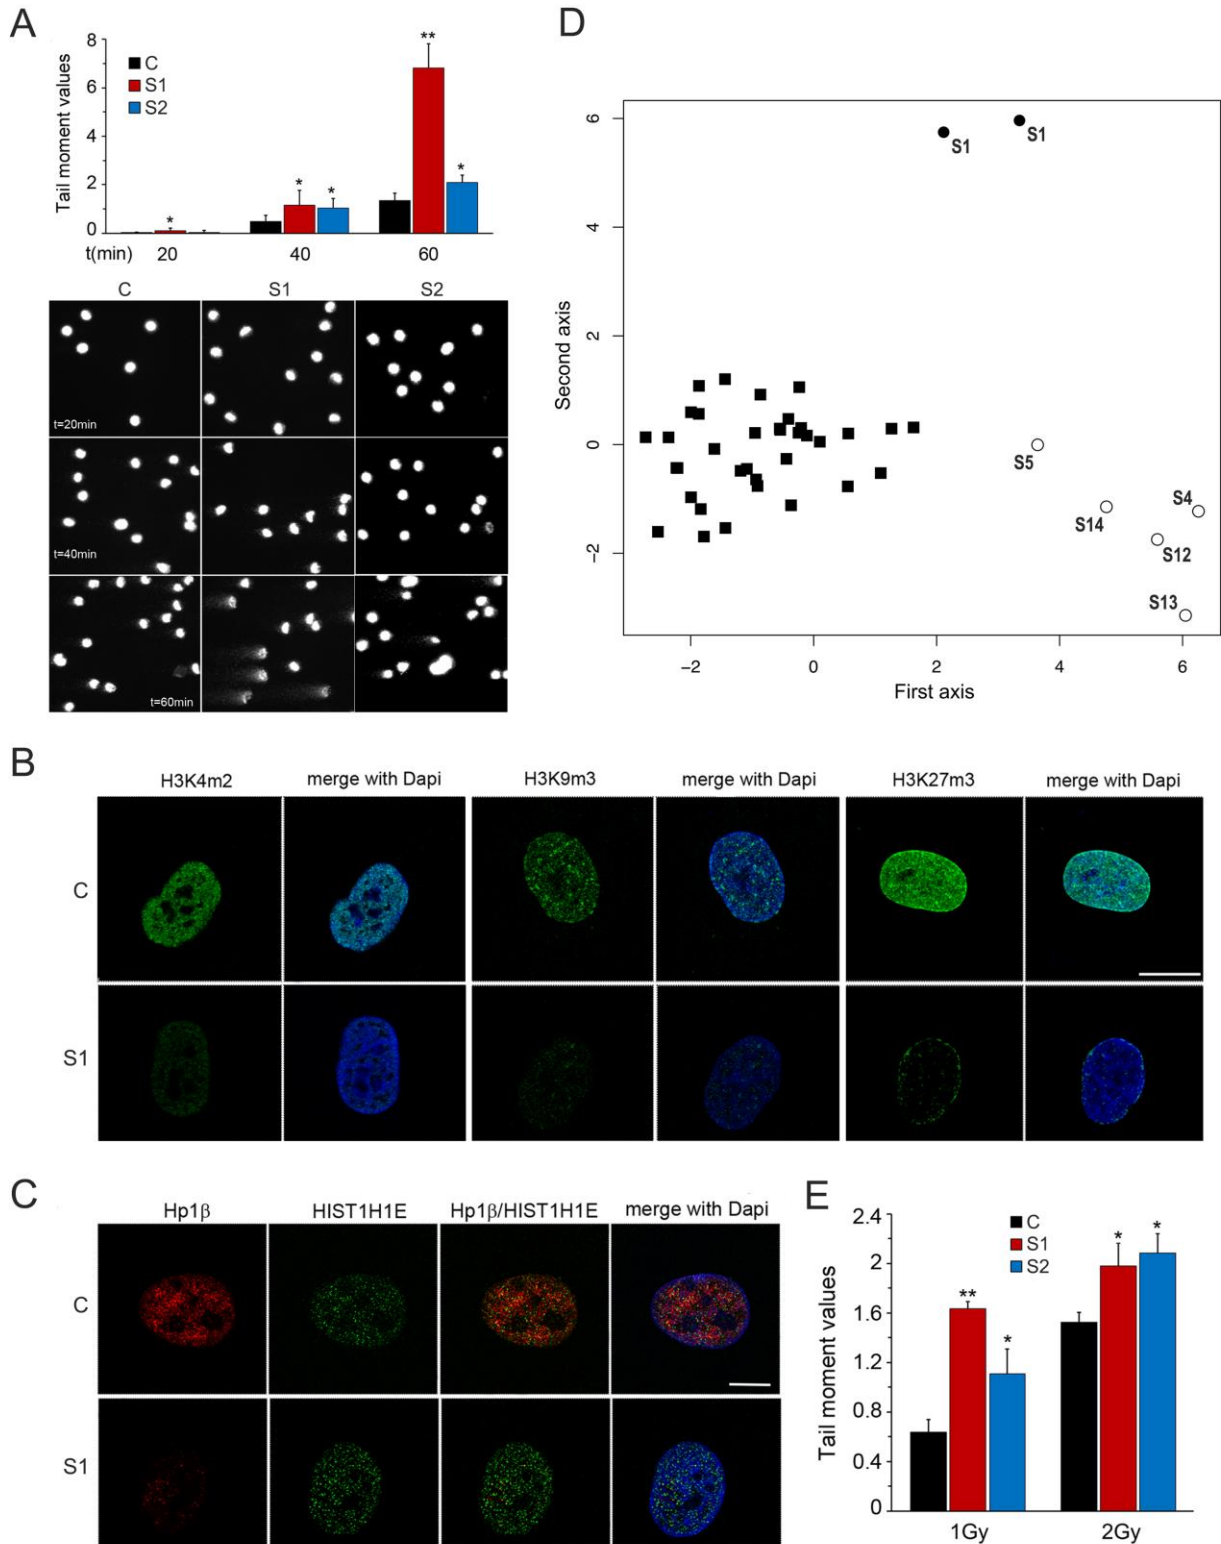 A
Tail moment values
8
6
4
2
0
C
S1
S2
*
* *
** *
t(min) 20 40 60
C S1 S2
t=20min
t=40min
t=60min
D
Second axis
6
4
2
0
−2
S1 S1
S5
S14
S4
S12
S13
−2 0 2 4 6
First axis
B
H3K4m2 merge with Dapi H3K9m3 merge with Dapi H3K27m3 merge with Dapi
C
S1
C
Hp1β HIST1H1E Hp1β/HIST1H1E merge with Dapi
C
S1
E
Tail moment values
2.4
2
1.6
1.2
0.8
0.4
0
C
S1
S2
** *
* *
1Gy 2Gy